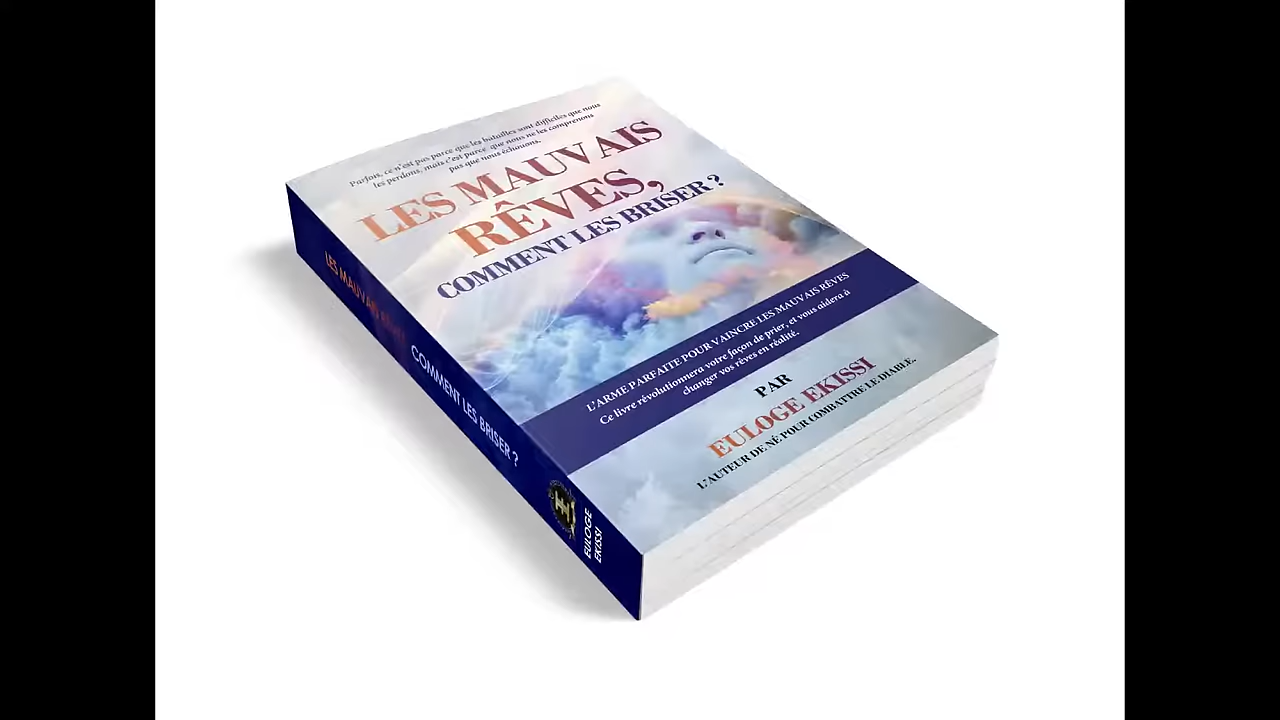 Parfois, ce n'est pas parce que les batailles sont difficiles que nous
les perdons, mais c'est parce que nous ne les comprenons
pas que nous échouons.
LES MAUVAIS
RÊVES,
COMMENT LES BRISER ?
L'ARME PARFAITE POUR VAINCRE LES MAUVAIS RÊVES
Ce livre révolutionnera votre façon de prier, et vous aidera à
changer vos rêves en réalité.
PAR
EULOGE EKISSI
L'AUTEUR DE NÉ POUR COMBATTRE LE DIABLE.
LES MAUVAIS RÊVES
COMMENT LES BRISER ?
EULOGE
EKISSI